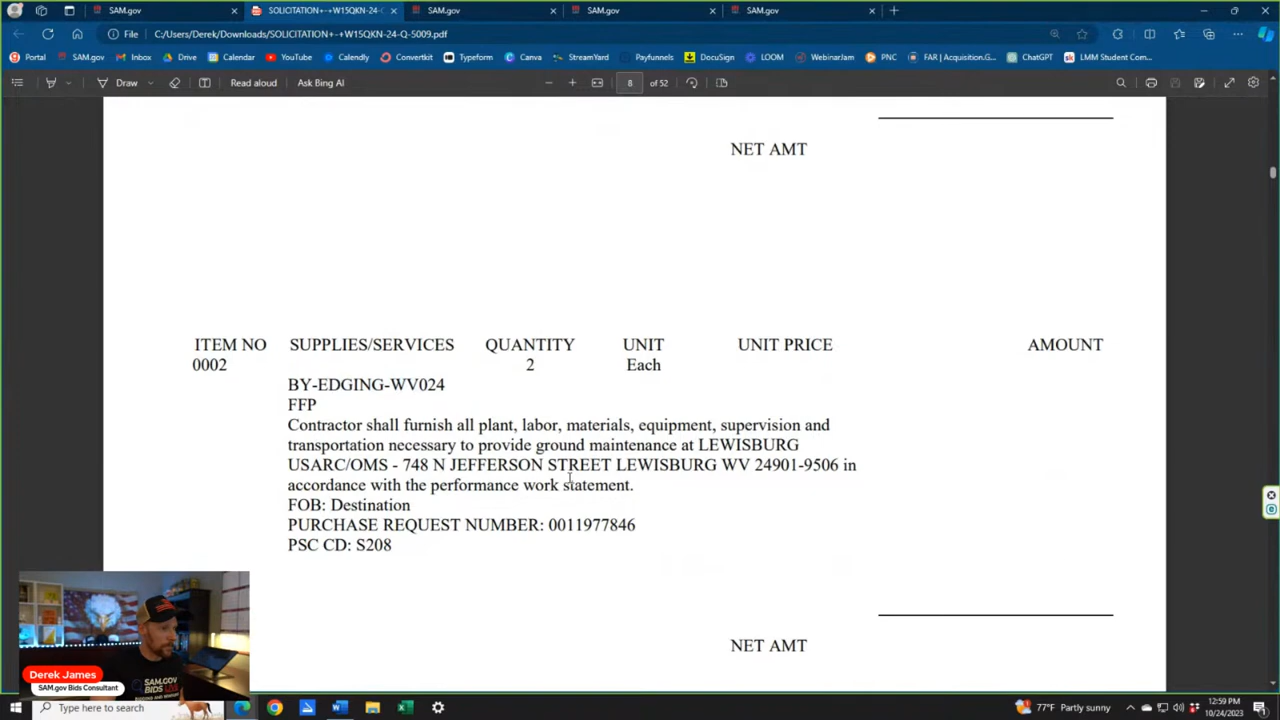 SAM.gov
SOLICITATION+-+W15QKN-24-
SAM.gov
SAM.gov
SAM.gov
File C:/Users/Derek/Downloads/SOLICITATION+-+W15QKN-24-Q-5009.pdf
Portal SAM.gov Inbox Drive Calendar YouTube Calendly Convertkit Typeform Canva StreamYard Payfunnels DocuSign LOOM WebinarJam PNC FAR | Acquisition.G... ChatGPT LMM Student Com...
Draw Read aloud Ask Bing AI 8 of 52
NET AMT
ITEM NO SUPPLIES/SERVICES QUANTITY UNIT UNIT PRICE AMOUNT
0002 2 Each
BY-EDGING-WV024
FFP
Contractor shall furnish all plant, labor, materials, equipment, supervision and
transportation necessary to provide ground maintenance at LEWISBURG
USARC/OMS - 748 N JEFFERSON STREET LEWISBURG WV 24901-9506 in
accordance with the performance work statement.
FOB: Destination
PURCHASE REQUEST NUMBER: 0011977846
PSC CD: S208
NET AMT
SAM.GOV
BIDS LIVE
Derek James
SAM.gov Bids Consultant
Type here to search
77°F Partly sunny
12:59 PM
10/24/2023